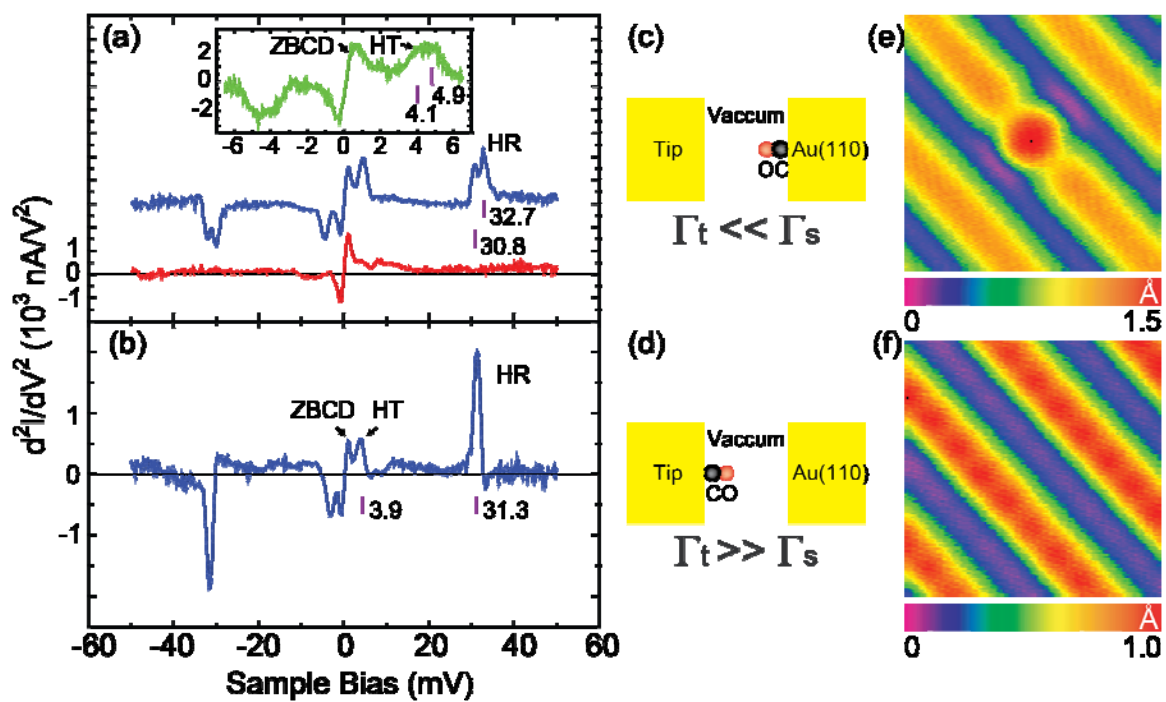 (a)
ZBCD
HT
2
0
-2
4.9
4.1
-6 -4 -2 0 2 4 6
HR
32.7
30.8
1
0
-1
d²I/dV² (10³ nA/V²)
(b)
HR
ZBCD
HT
1
0
-1
3.9
31.3
-60 -40 -20 0 20 40 60
Sample Bias (mV)
(c)
Vaccum
Tip
Au(110)
OC
Γt << Γs
(d)
Vaccum
Tip
Au(110)
CO
Γt >> Γs
(e)
Å
0 1.5
(f)
Å
0 1.0